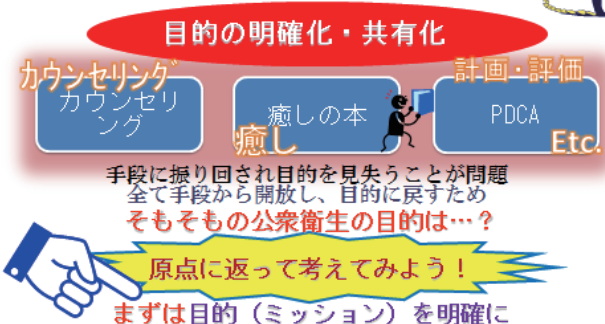 目的の明確化・共有化
カウンセリング
計画・評価
カウンセリ
ング
癒しの本
PDCA
癒し
Etc.
手段に振り回され目的を見失うことが問題
全て手段から開放し、目的に戻すため
そもそもの公衆衛生の目的は…？
原点に返って考えてみよう！
まずは目的（ミッション）を明確に